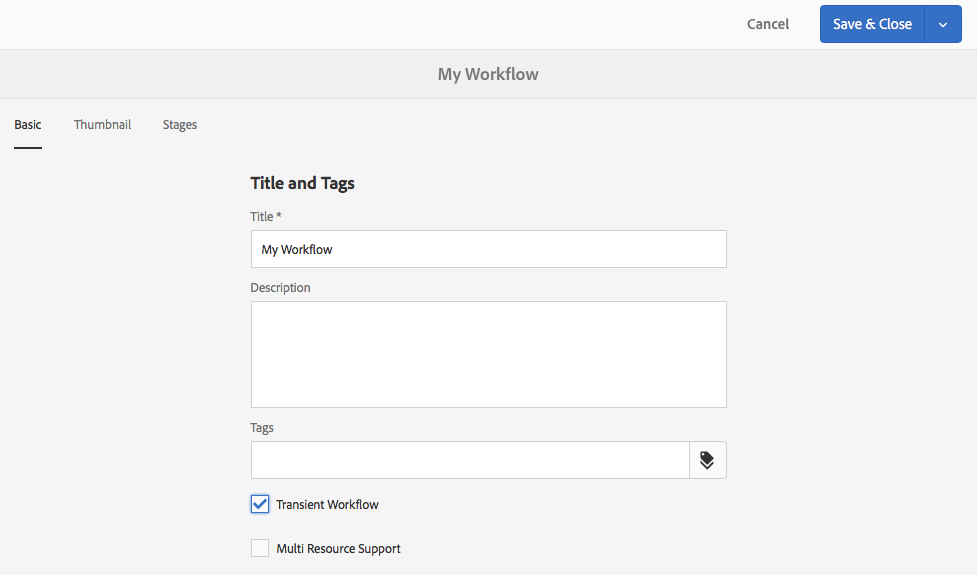 Cancel Save & Close
My Workflow
Basic Thumbnail Stages
Title and Tags
Title *
My Workflow
Description
Tags
Transient Workflow
Multi Resource Support